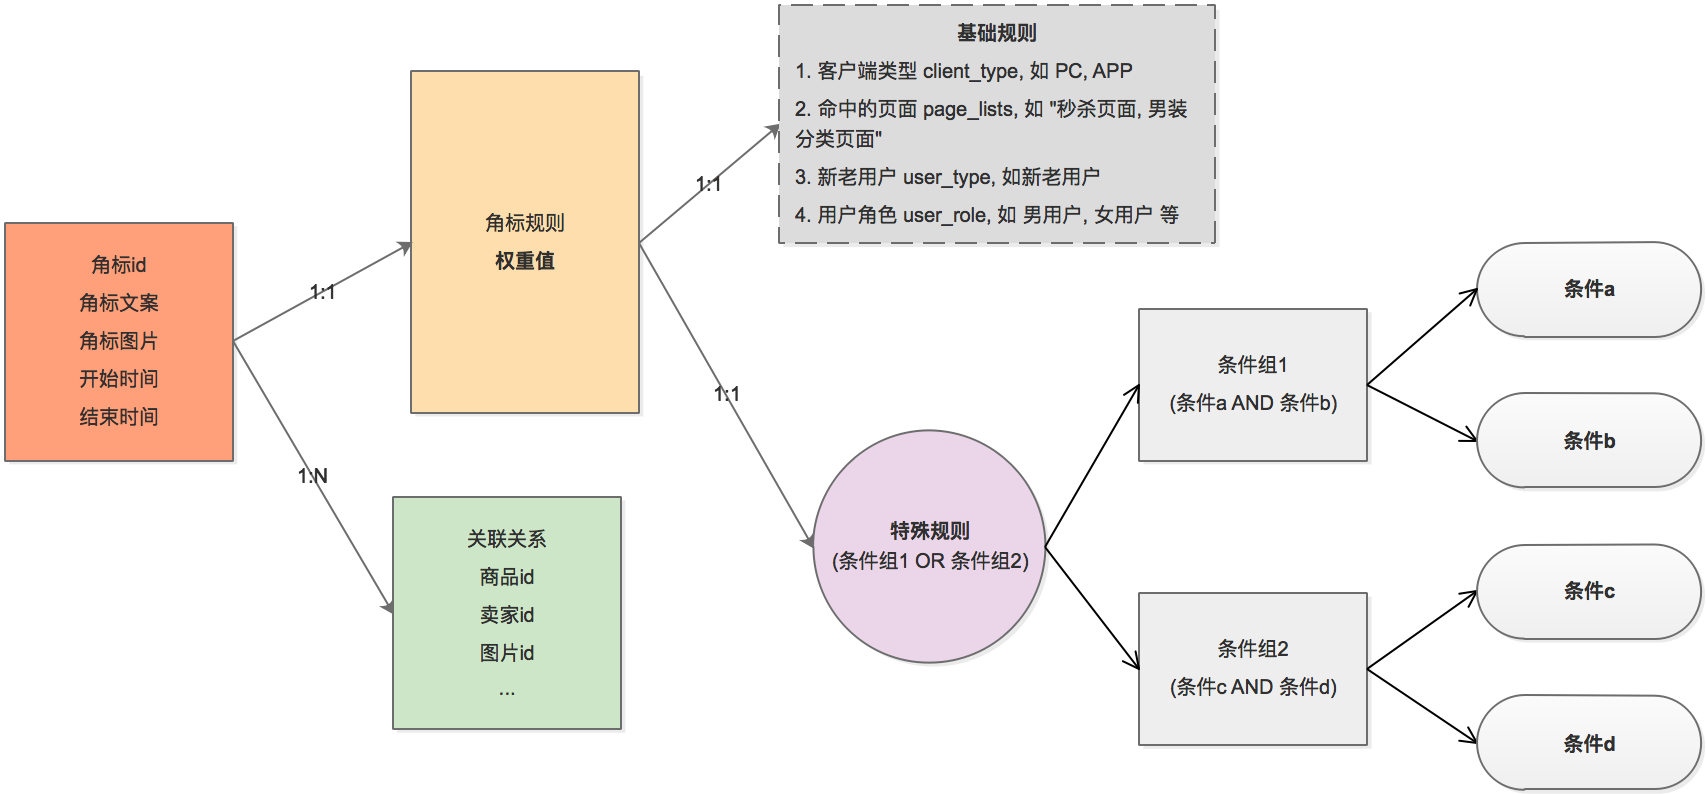 角标id
角标文案
角标图片
开始时间
结束时间
1:1
1:N
角标规则
权重值
关联关系
商品id
卖家id
图片id
...
1:1
1:1
基础规则
1. 客户端类型 client_type, 如 PC, APP
2. 命中的页面 page_lists, 如 "秒杀页面, 男装
分类页面"
3. 新老用户 user_type, 如新老用户
4. 用户角色 user_role, 如 男用户, 女用户 等
特殊规则
(条件组1 OR 条件组2)
条件组1
(条件a AND 条件b)
条件组2
(条件c AND 条件d)
条件a
条件b
条件c
条件d